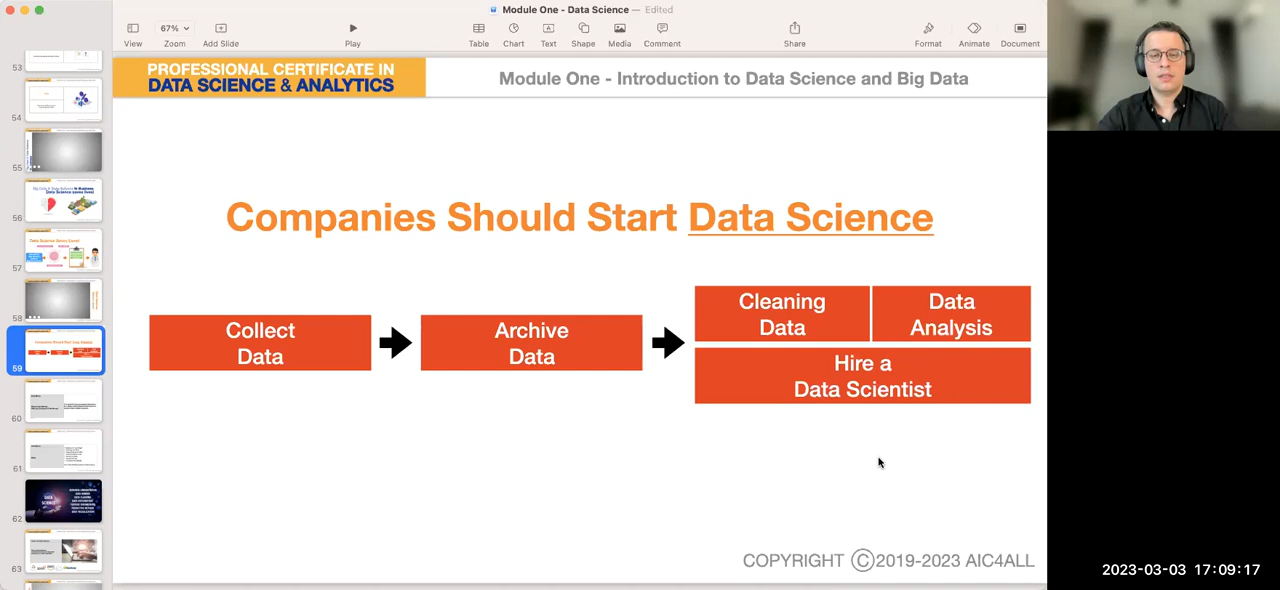 Module One - Data Science — Edited
67%
View
Zoom
Add Slide
Play
Table
Chart
Text
Shape
Media
Comment
Share
Format
Animate
Document
PROFESSIONAL CERTIFICATE IN
DATA SCIENCE & ANALYTICS
Module One - Introduction to Data Science and Big Data
Companies Should Start Data Science
Collect
Data
Archive
Data
Cleaning
Data
Data
Analysis
Hire a
Data Scientist
COPYRIGHT Ⓒ2019-2023 AIC4ALL
53
54
55
56
57
58
59
60
61
62
63
2023-03-03 17:09:17